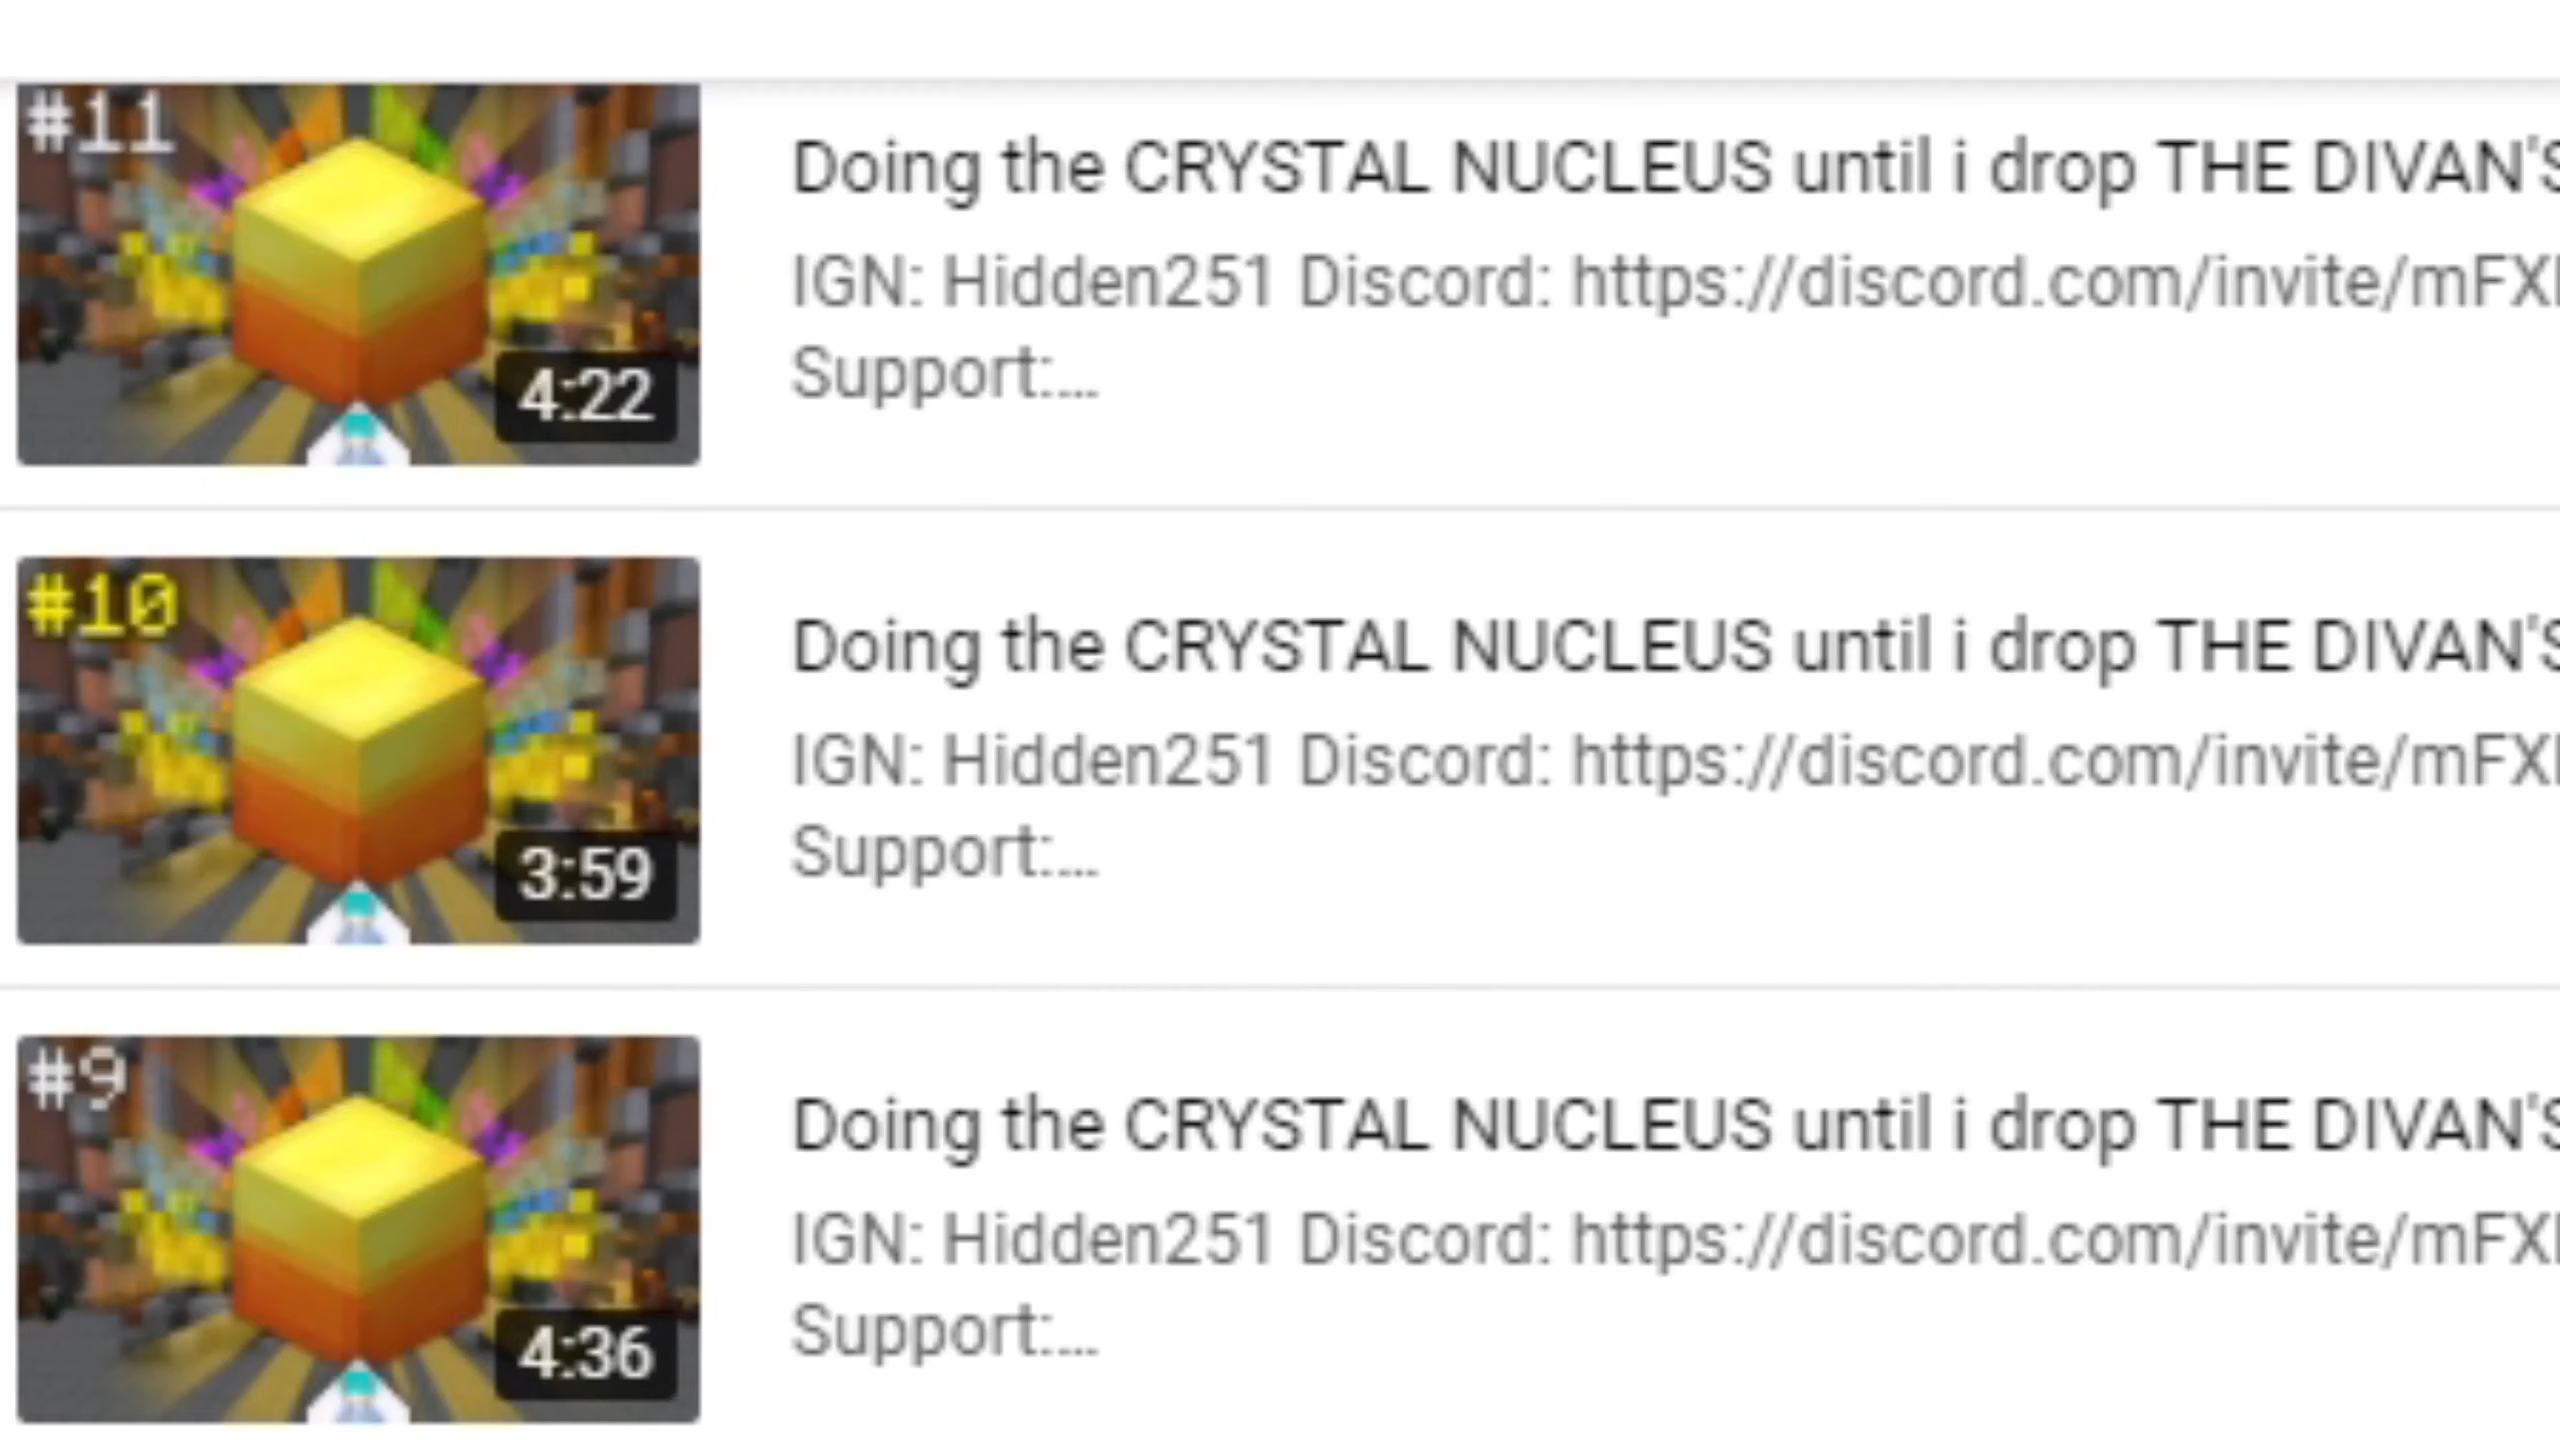 #11
4:22
Doing the CRYSTAL NUCLEUS until i drop THE DIVAN'S
IGN: Hidden251 Discord: https://discord.com/invite/mFX
Support:...
#10
3:59
Doing the CRYSTAL NUCLEUS until i drop THE DIVAN'S
IGN: Hidden251 Discord: https://discord.com/invite/mFX
Support:...
#9
4:36
Doing the CRYSTAL NUCLEUS until i drop THE DIVAN'S
IGN: Hidden251 Discord: https://discord.com/invite/mFX
Support:...